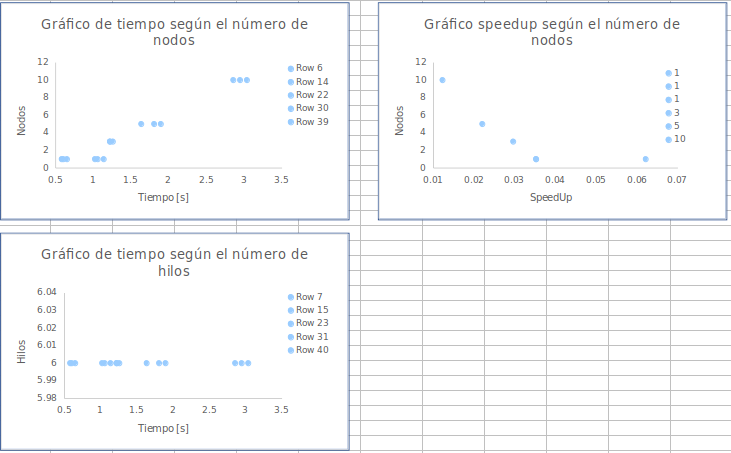 Gráfico de tiempo según el número de
nodos
12
10
8
6
4
2
0
Nodos
0.5 1 1.5 2 2.5 3 3.5
Tiempo [s]
Row 6
Row 14
Row 22
Row 30
Row 39
Gráfico speedup según el número de
nodos
12
10
8
6
4
2
0
Nodos
0.01 0.02 0.03 0.04 0.05 0.06 0.07
SpeedUp
1
1
1
3
5
10
Gráfico de tiempo según el número de
hilos
6.04
6.03
6.02
6.01
6
5.99
5.98
Hilos
0.5 1 1.5 2 2.5 3 3.5
Tiempo [s]
Row 7
Row 15
Row 23
Row 31
Row 40